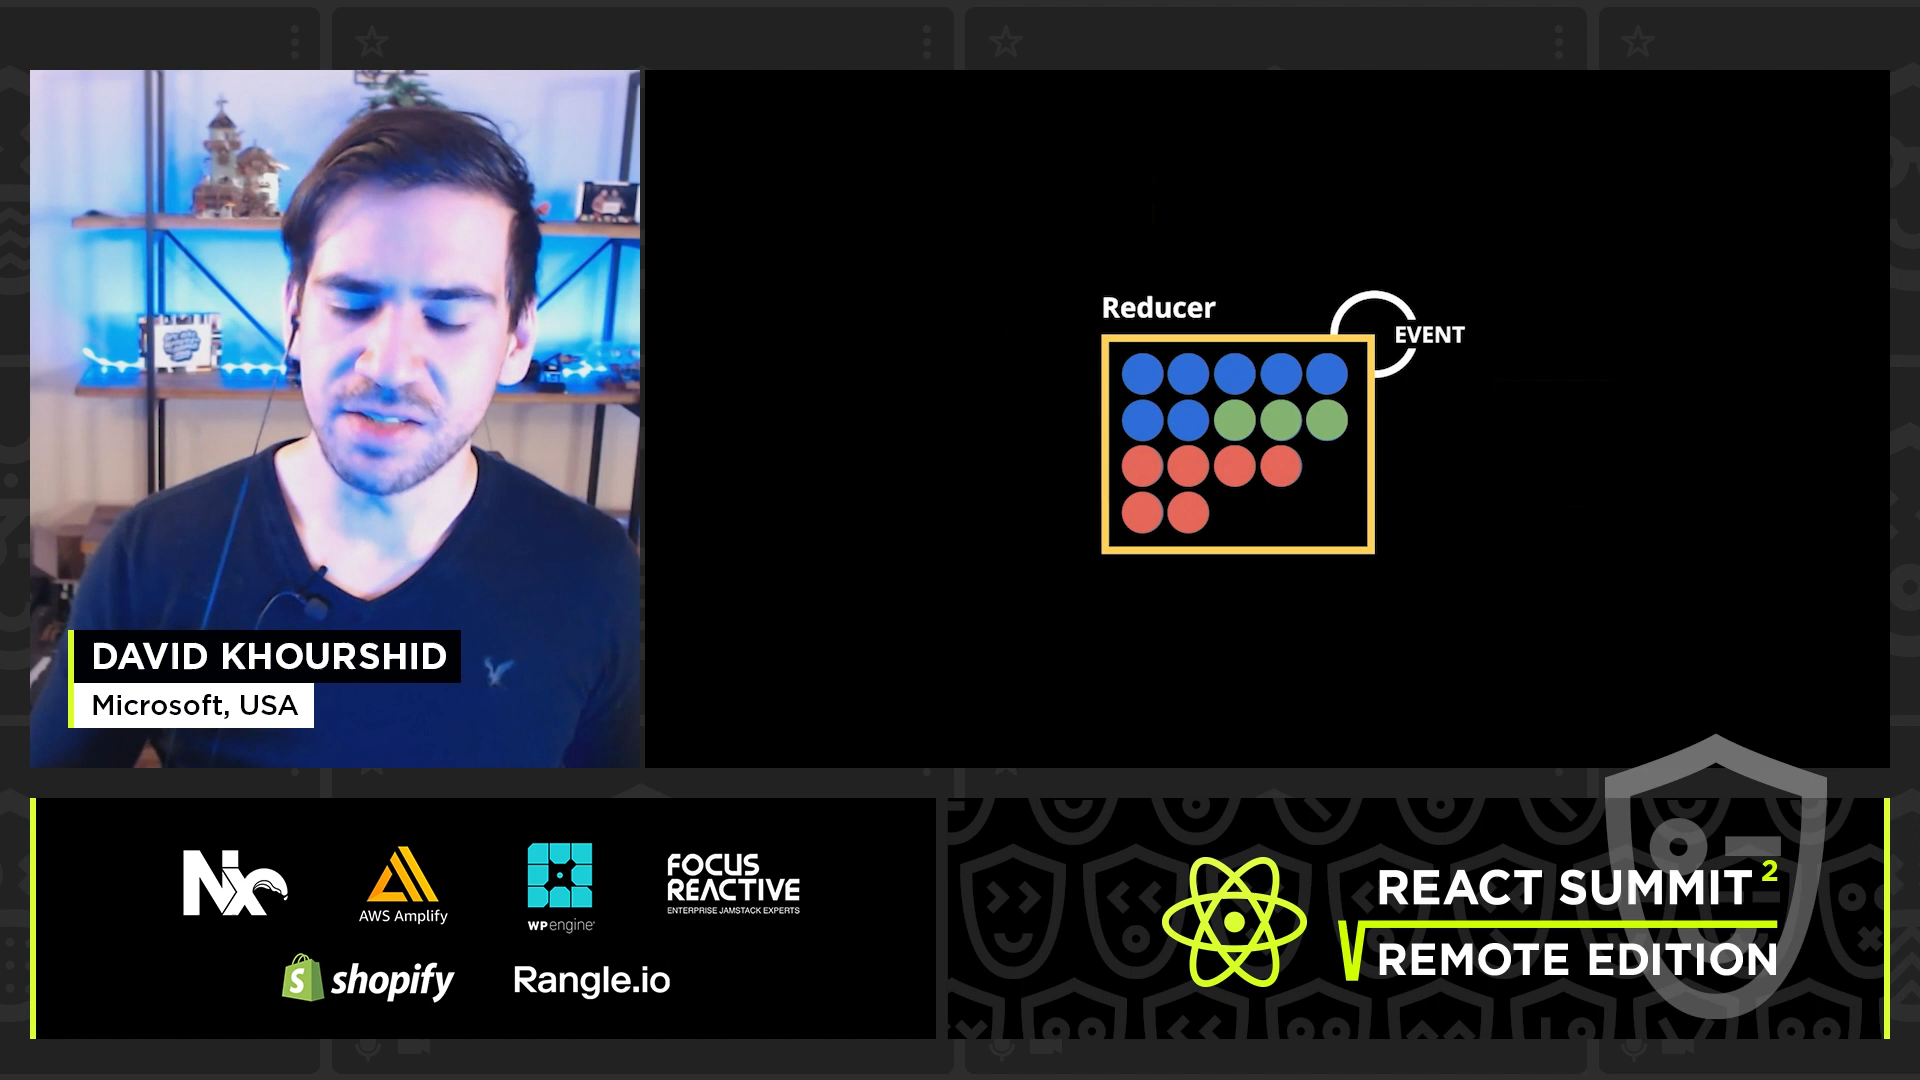 Reducer
EVENT
DAVID KHOURSHID
Microsoft, USA
Nx
AWS Amplify
WP engine
FOCUS
REACTIVE
ENTERPRISE JAMSTACK EXPERTS
shopify
Rangle.io
REACT SUMMIT 2
REMOTE EDITION